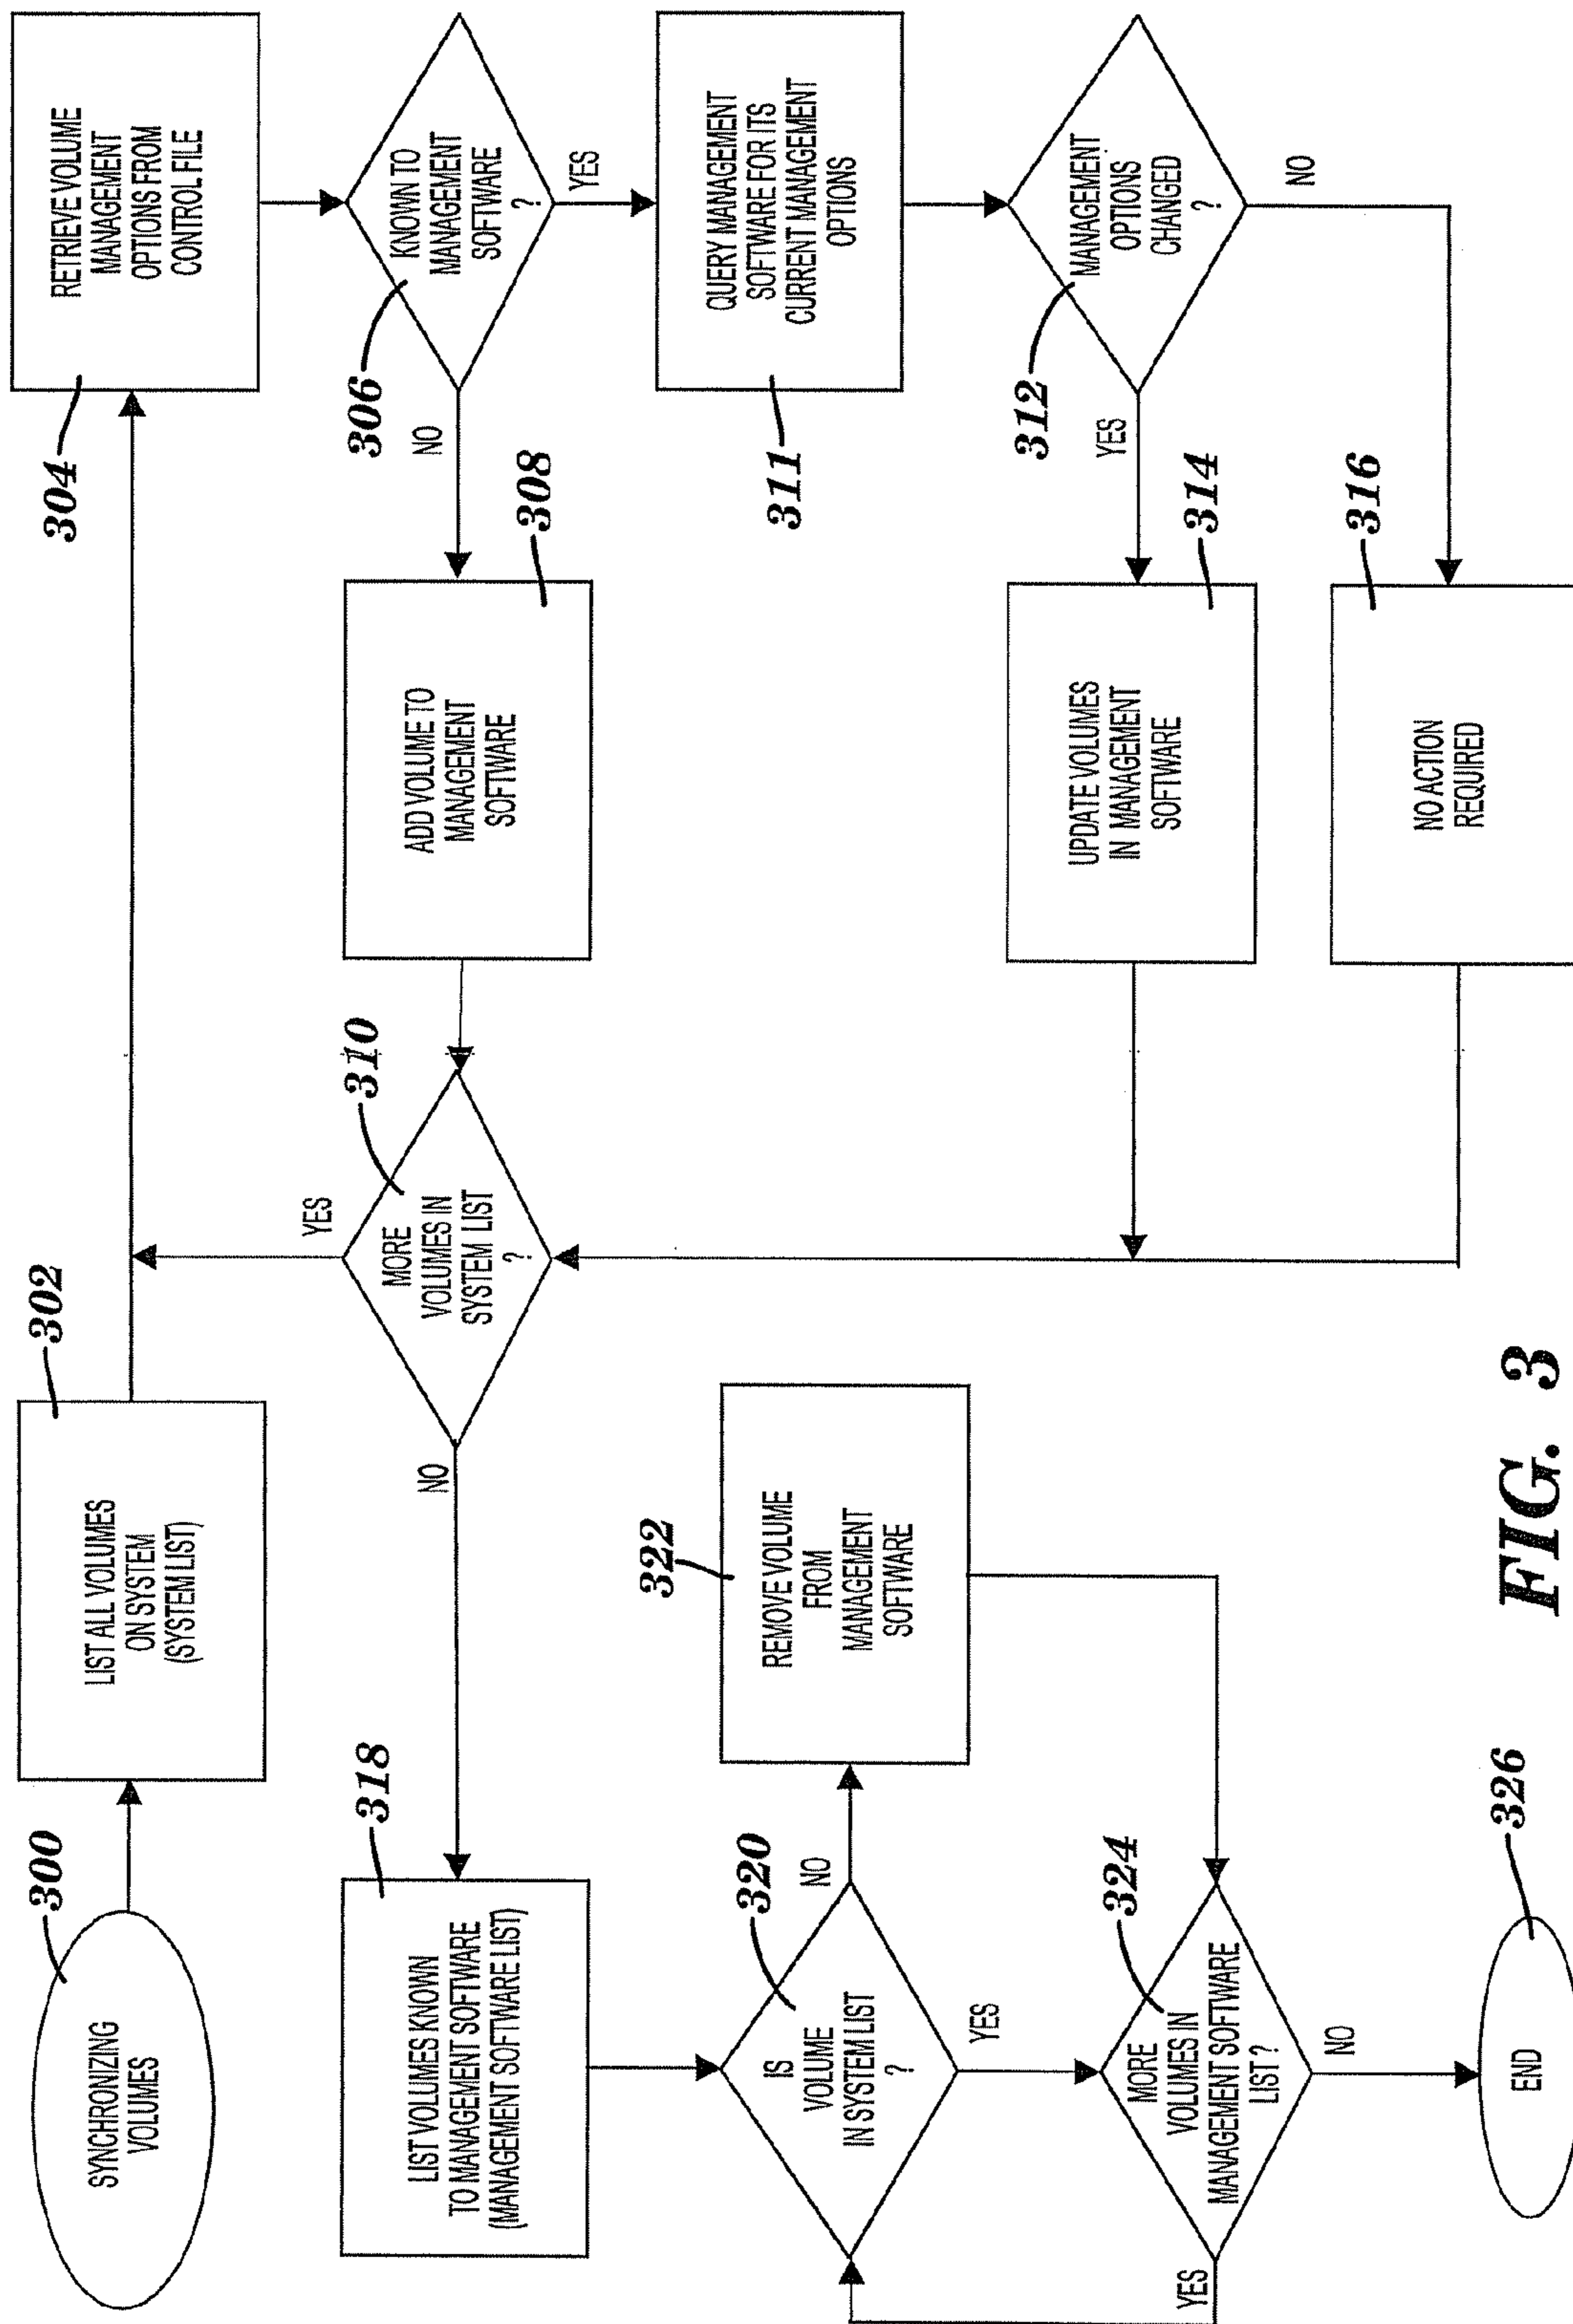 300
SYNCHRONIZING
VOLUMES
302
LIST ALL VOLUMES
ON SYSTEM
(SYSTEM LIST)
304
RETRIEVE VOLUME
MANAGEMENT
OPTIONS FROM
CONTROL FILE
306
KNOWN TO
MANAGEMENT
SOFTWARE
?
NO
YES
308
ADD VOLUME TO
MANAGEMENT
SOFTWARE
310
MORE
VOLUMES IN
SYSTEM LIST
?
YES
NO
311
QUERY MANAGEMENT
SOFTWARE FOR ITS
CURRENT MANAGEMENT
OPTIONS
312
MANAGEMENT
OPTIONS
CHANGED
?
YES
NO
314
UPDATE VOLUMES
IN MANAGEMENT
SOFTWARE
316
NO ACTION
REQUIRED
318
LIST VOLUMES KNOWN
TO MANAGEMENT SOFTWARE
(MANAGEMENT SOFTWARE LIST)
320
IS
VOLUME
IN SYSTEM LIST
?
NO
YES
322
REMOVE VOLUME
FROM
MANAGEMENT
SOFTWARE
324
MORE
VOLUMES IN
MANAGEMENT SOFTWARE
LIST ?
YES
NO
326
END
FIG. 3